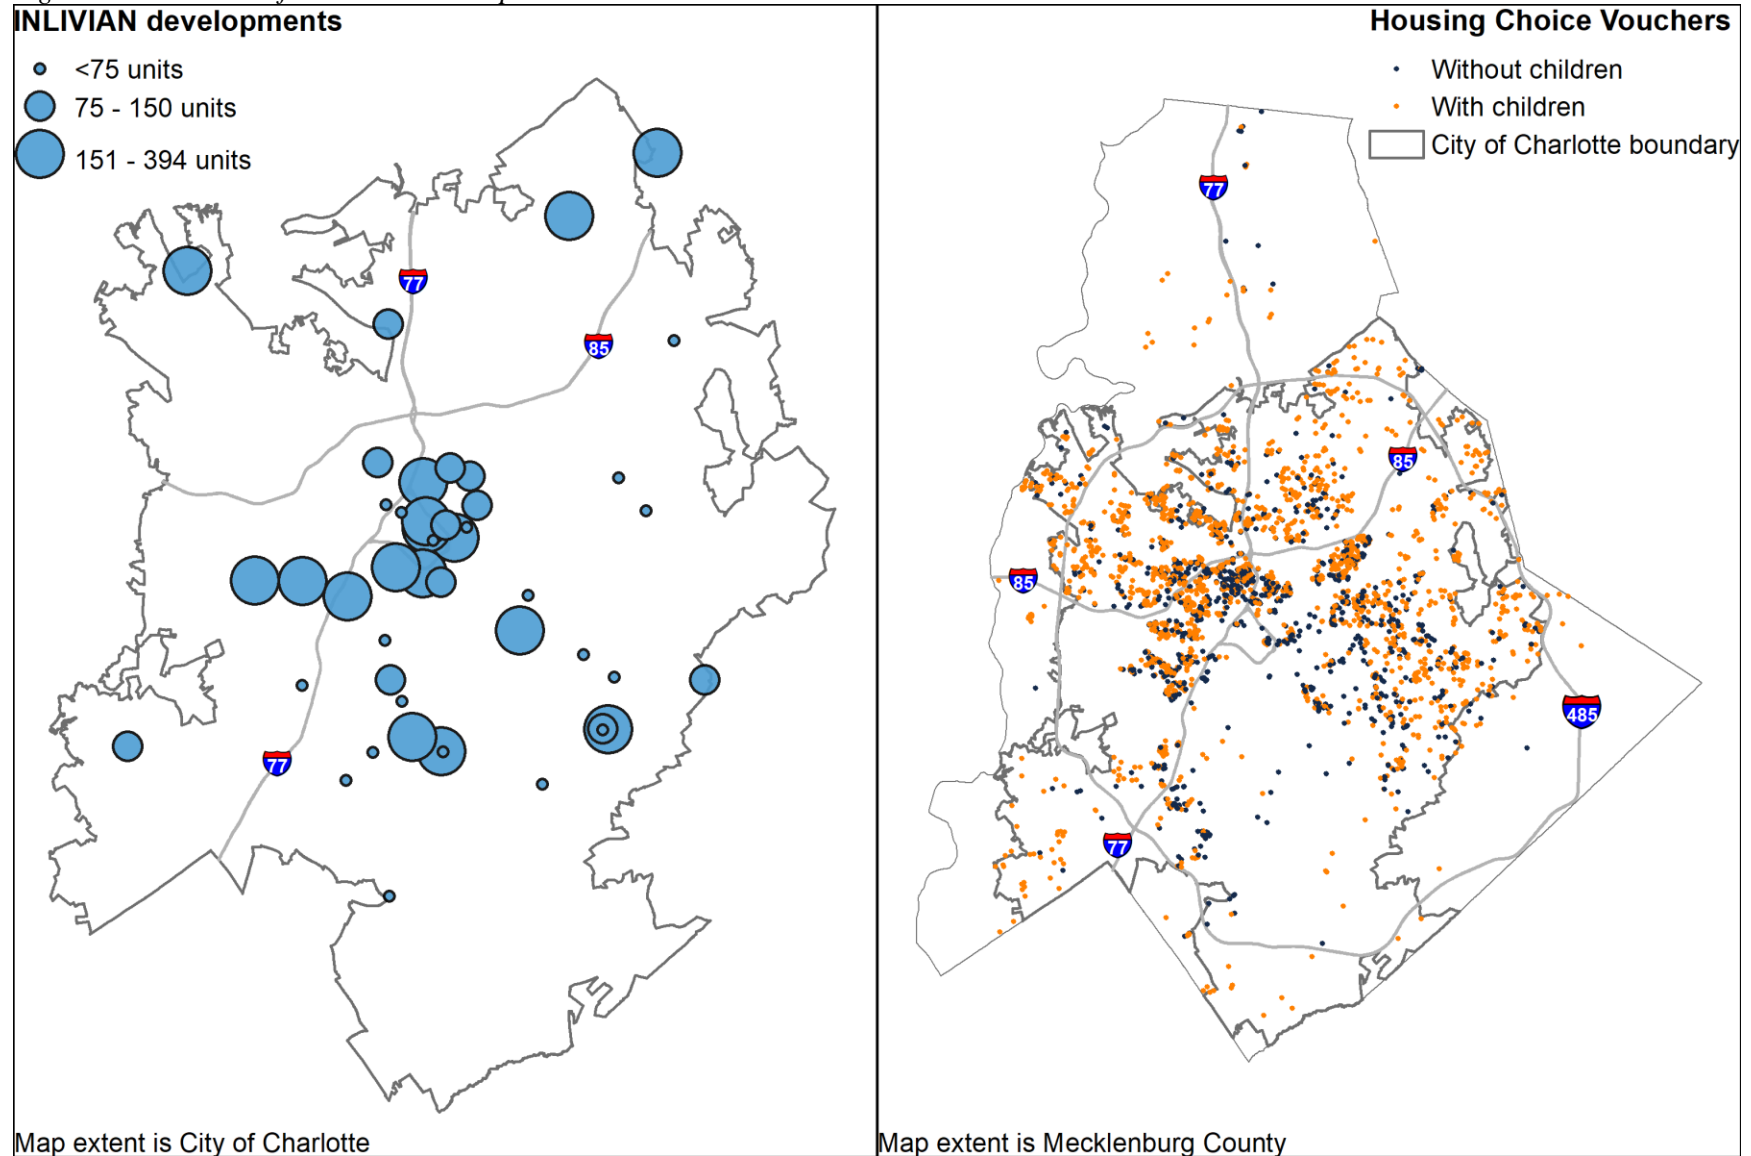 INLIVIAN developments
<75 units
75 - 150 units
151 - 394 units
77
85
77
Map extent is City of Charlotte
Housing Choice Vouchers
Without children
With children
City of Charlotte boundary
77
85
85
485
77
Map extent is Mecklenburg County